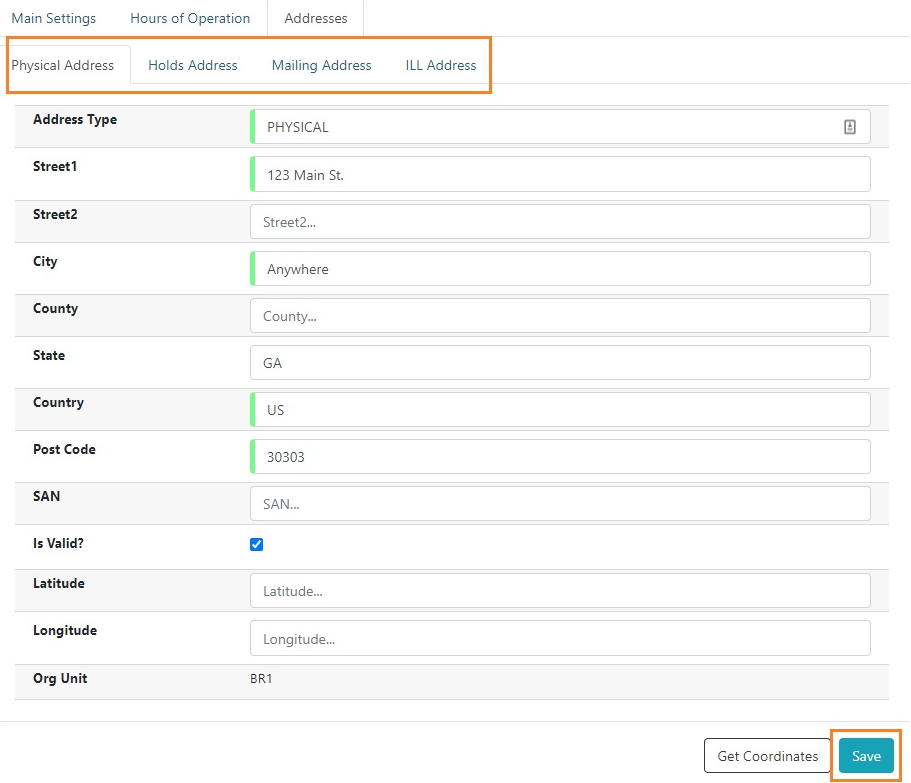 Main Settings Hours of Operation Addresses
Physical Address Holds Address Mailing Address ILL Address
Address Type PHYSICAL
Street1 123 Main St.
Street2 Street2...
City Anywhere
County County...
State GA
Country US
Post Code 30303
SAN SAN...
Is Valid?
Latitude Latitude...
Longitude Longitude...
Org Unit BR1
Get Coordinates Save